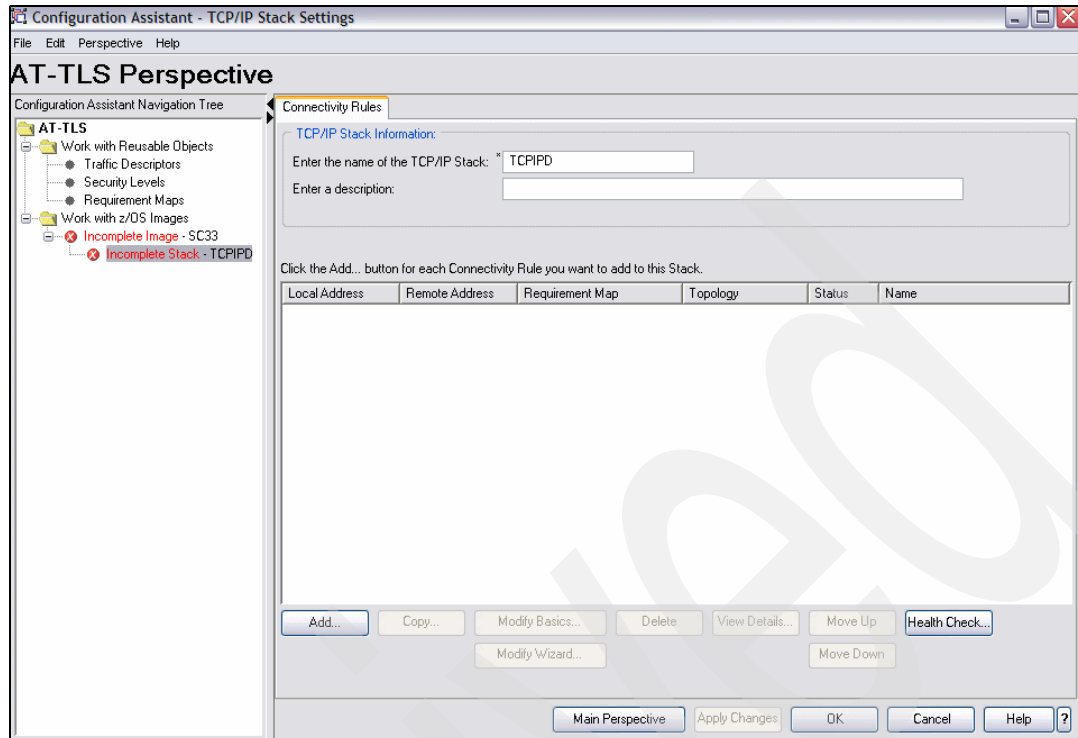 Configuration Assistant - TCP/IP Stack Settings
File Edit Perspective Help
AT-TLS Perspective
Configuration Assistant Navigation Tree
AT-TLS
Work with Reusable Objects
Traffic Descriptors
Security Levels
Requirement Maps
Work with z/OS Images
Incomplete Image - SC33
Incomplete Stack - TCPIPD
Connectivity Rules
TCP/IP Stack Information:
Enter the name of the TCP/IP Stack: * TCPIPD
Enter a description:
Click the Add... button for each Connectivity Rule you want to add to this Stack.
Local Address Remote Address Requirement Map Topology Status Name
Add... Copy... Modify Basics... Delete View Details... Move Up Health Check...
Modify Wizard... Move Down
Main Perspective Apply Changes OK Cancel Help ?